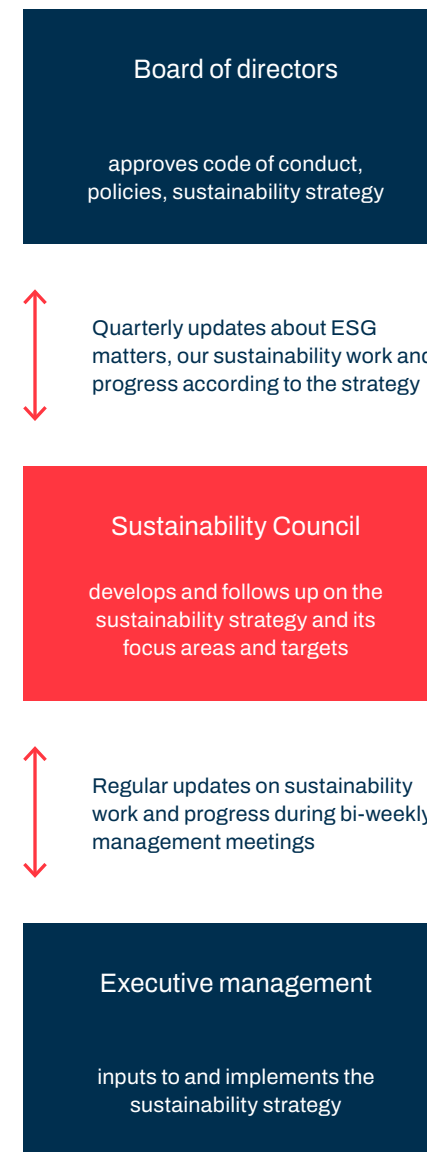 Board of directors
approves code of conduct,
policies, sustainability strategy
Quarterly updates about ESG
matters, our sustainability work and
progress according to the strategy
Sustainability Council
develops and follows up on the
sustainability strategy and its
focus areas and targets
Regular updates on sustainability
work and progress during bi-weekly
management meetings
Executive management
inputs to and implements the
sustainability strategy